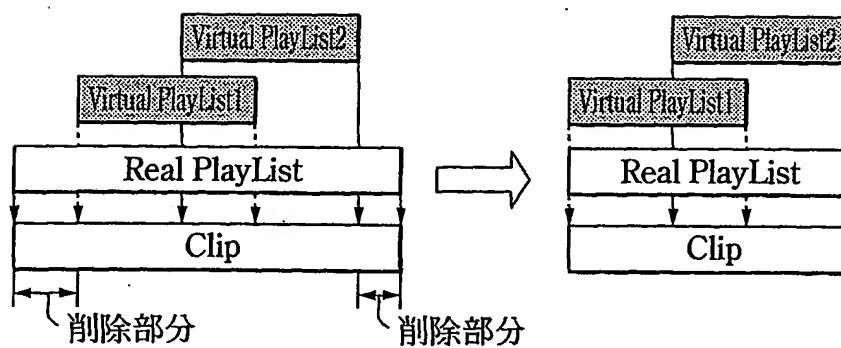 Virtual PlayList2
Virtual PlayList1
Real PlayList
Clip
削除部分
削除部分
Virtual PlayList2
Virtual PlayList1
Real PlayList
Clip